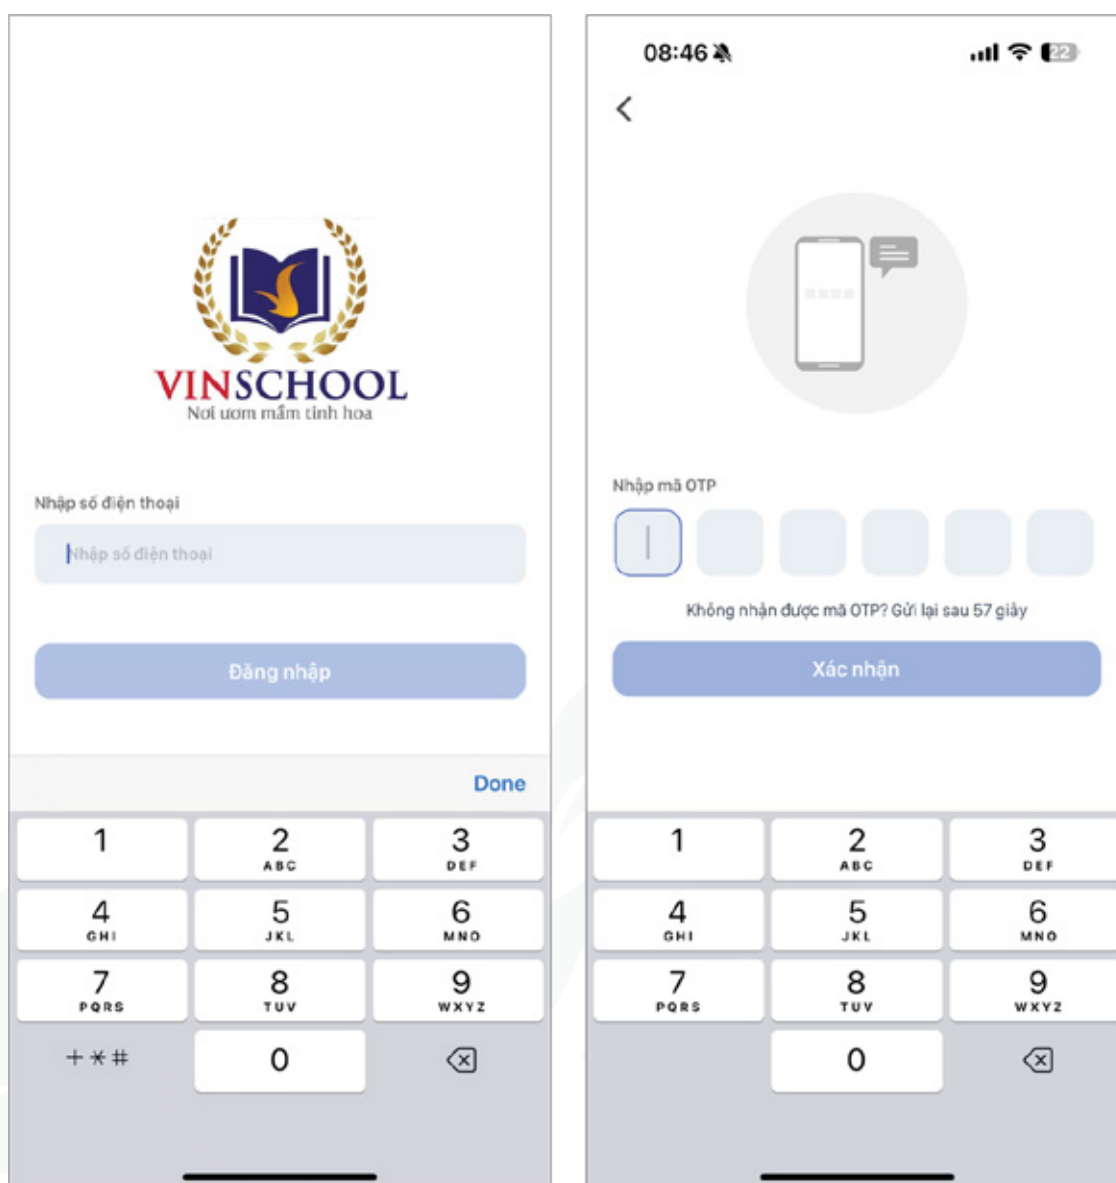 VINSCHOOL
Nơi ươm mầm tinh hoa
Nhập số điện thoại
Nhập số điện thoại
Đăng nhập
Done
1
2
ABC
3
DEF
4
GHI
5
JKL
6
MNO
7
PQRS
8
TUV
9
WXYZ
+*#
0
08:46
22
Nhập mã OTP
Không nhận được mã OTP? Gửi lại sau 57 giây
Xác nhận
1
2
ABC
3
DEF
4
GHI
5
JKL
6
MNO
7
PQRS
8
TUV
9
WXYZ
0